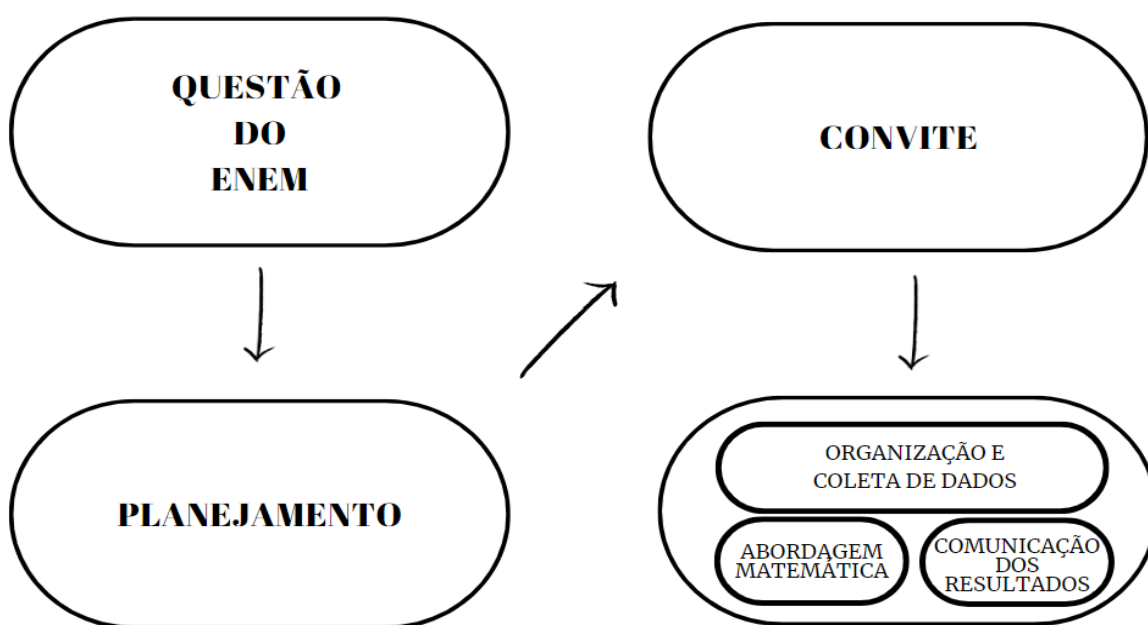 QUESTÃO
DO
ENEM
PLANEJAMENTO
CONVITE
ORGANIZAÇÃO E
COLETA DE DADOS
ABORDAGEM
MATEMÁTICA
COMUNICAÇÃO
DOS
RESULTADOS